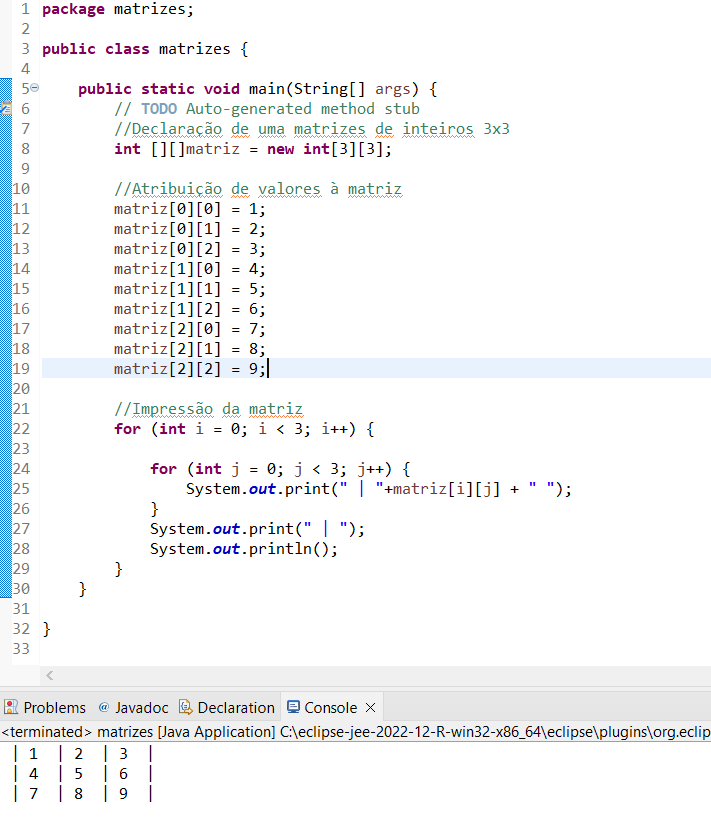 1 package matrizes;
2
3 public class matrizes {
4
5 public static void main(String[] args) {
6 // TODO Auto-generated method stub
7 //Declaração de uma matrizes de inteiros 3x3
8 int [][]matriz = new int[3][3];
9
10 //Atribuição de valores à matriz
11 matriz[0][0] = 1;
12 matriz[0][1] = 2;
13 matriz[0][2] = 3;
14 matriz[1][0] = 4;
15 matriz[1][1] = 5;
16 matriz[1][2] = 6;
17 matriz[2][0] = 7;
18 matriz[2][1] = 8;
19 matriz[2][2] = 9;
20
21 //Impressão da matriz
22 for (int i = 0; i < 3; i++) {
23
24 for (int j = 0; j < 3; j++) {
25 System.out.print(" | "+matriz[i][j] + " ");
26 }
27 System.out.print(" | ");
28 System.out.println();
29 }
30 }
31
32 }
33
Problems @ Javadoc Declaration Console
<terminated> matrizes [Java Application] C:\eclipse-jee-2022-12-R-win32-x86_64\eclipse\plugins\org.eclip
| 1 | 2 | 3 |
| 4 | 5 | 6 |
| 7 | 8 | 9 |